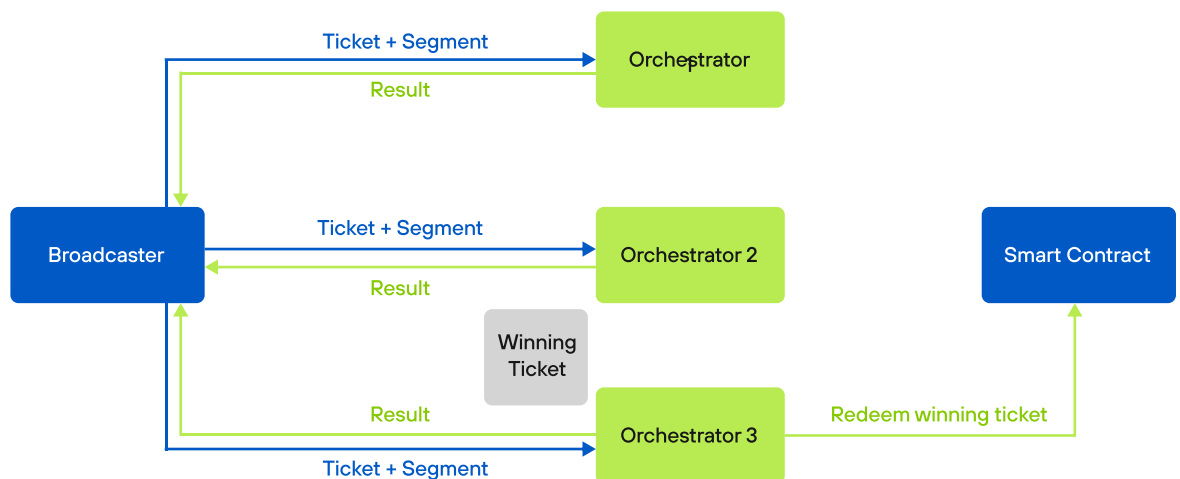 Ticket + Segment
Orchestrator
1
Result
Ticket + Segment
Broadcaster
Orchestrator 2
Smart Contract
Result
Winning
Ticket
Result
Redeem winning ticket
Orchestrator 3
Ticket + Segment